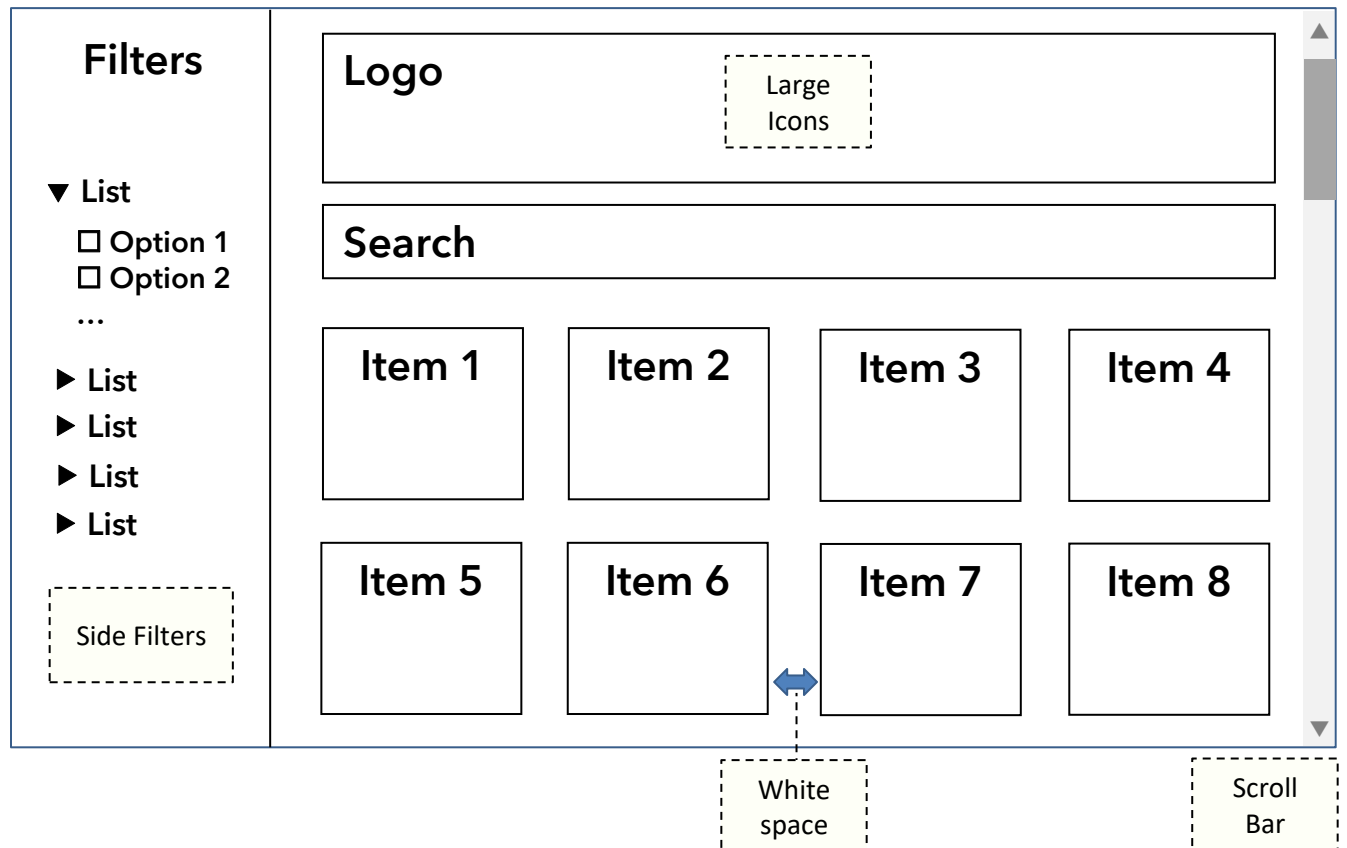 Filters
▼ List
☐ Option 1
☐ Option 2
...
▶ List
▶ List
▶ List
▶ List
Side Filters
Logo
Large
Icons
Search
Item 1
Item 2
Item 3
Item 4
Item 5
Item 6
Item 7
Item 8
White
space
Scroll
Bar